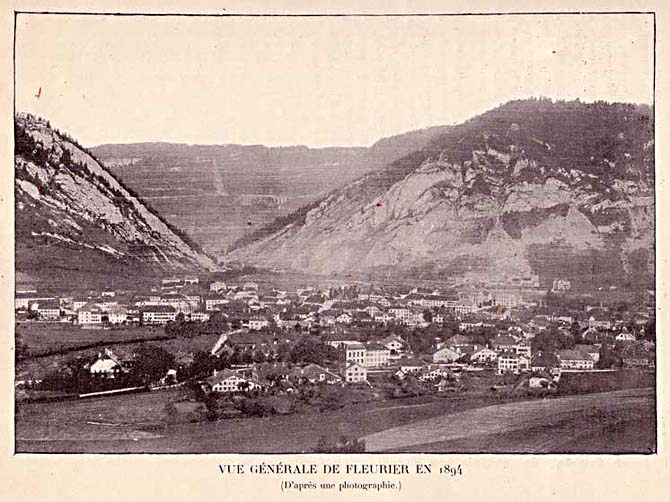 VUE GÉNÉRALE DE FLEURIER EN 1894
(D'après une photographie.)